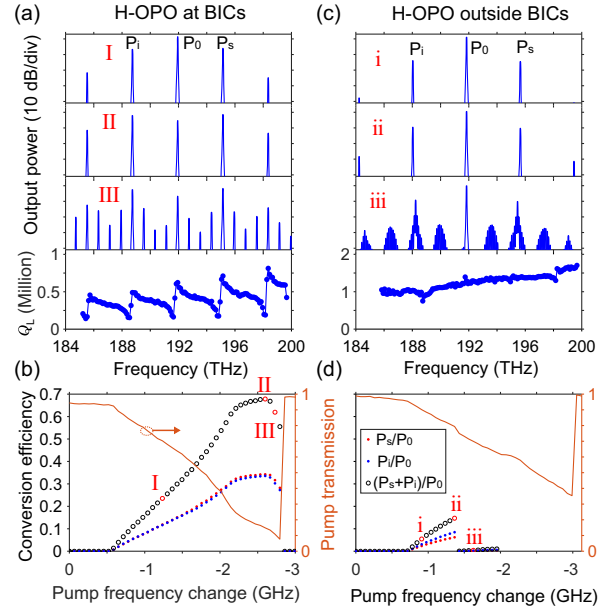 (a) H-OPO at BICs
(c) H-OPO outside BICs
Output power (10 dB/div)
I
Pi P0 Ps
II
III
i
Pi P0 Ps
ii
iii
QL (Million)
1
0.5
0
184 188 192 196 200
Frequency (THz)
2
1
0
184 188 192 196 200
Frequency (THz)
(b)
Conversion efficiency
0.7
0.6
0.5
0.4
0.3
0.2
0.1
0
I
II
III
1
0
0 -1 -2 -3
Pump frequency change (GHz)
(d)
Ps/P0
Pi/P0
(Ps+Pi)/P0
i
ii
iii
1
0
Pump transmission
0 -1 -2 -3
Pump frequency change (GHz)